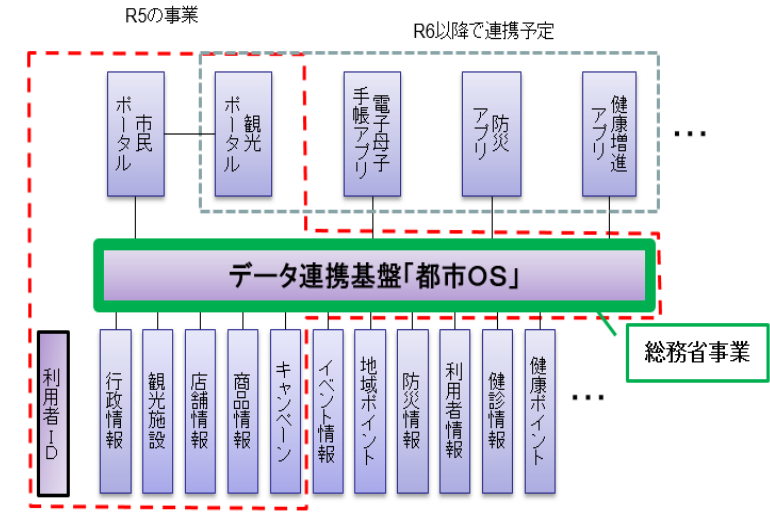 R5の事業
R6以降で連携予定
市民
ポータル
観光
ポータル
電子母子
手帳アプリ
防災
アプリ
健康増進
アプリ
…
データ連携基盤「都市OS」
総務省事業
利用者ID
行政情報
観光施設
店舗情報
商品情報
キャンペーン
イベント情報
地域ポイント
防災情報
利用者情報
健診情報
健康ポイント
…